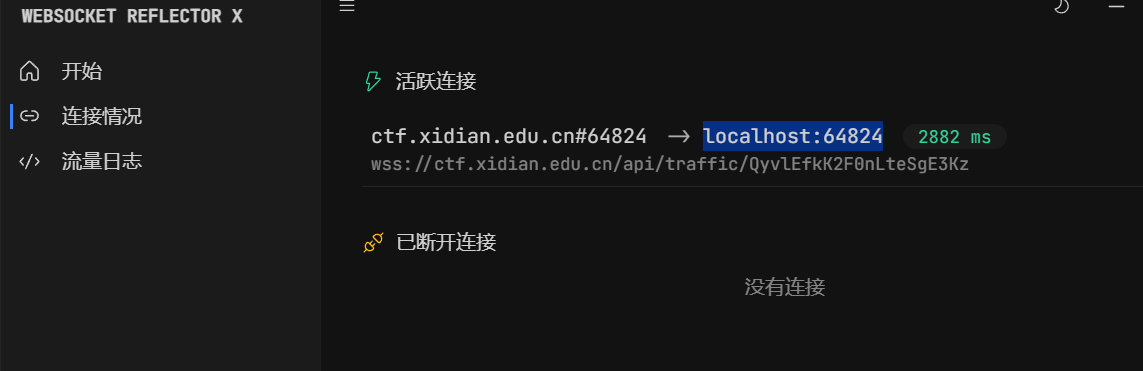 WEBSOCKET REFLECTOR X
开始
连接情况
流量日志
活跃连接
ctf.xidian.edu.cn#64824 -> localhost:64824 2882 ms
wss://ctf.xidian.edu.cn/api/traffic/QyvlEfkK2F0nLteSgE3Kz
已断开连接
没有连接